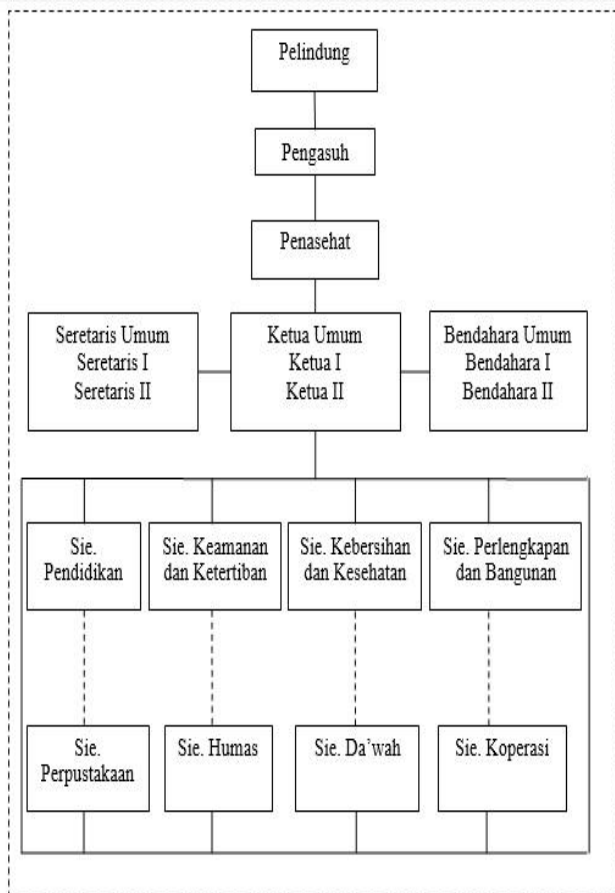 Pelindung
Pengasuh
Penasehat
Seretaris Umum
Seretaris I
Seretaris II
Ketua Umum
Ketua I
Ketua II
Bendahara Umum
Bendahara I
Bendahara II
Sie.
Pendidikan
Sie. Keamanan
dan Ketertiban
Sie. Kebersihan
dan Kesehatan
Sie. Perlengkapan
dan Bangunan
Sie.
Perpustakaan
Sie. Humas
Sie. Da’wah
Sie. Koperasi